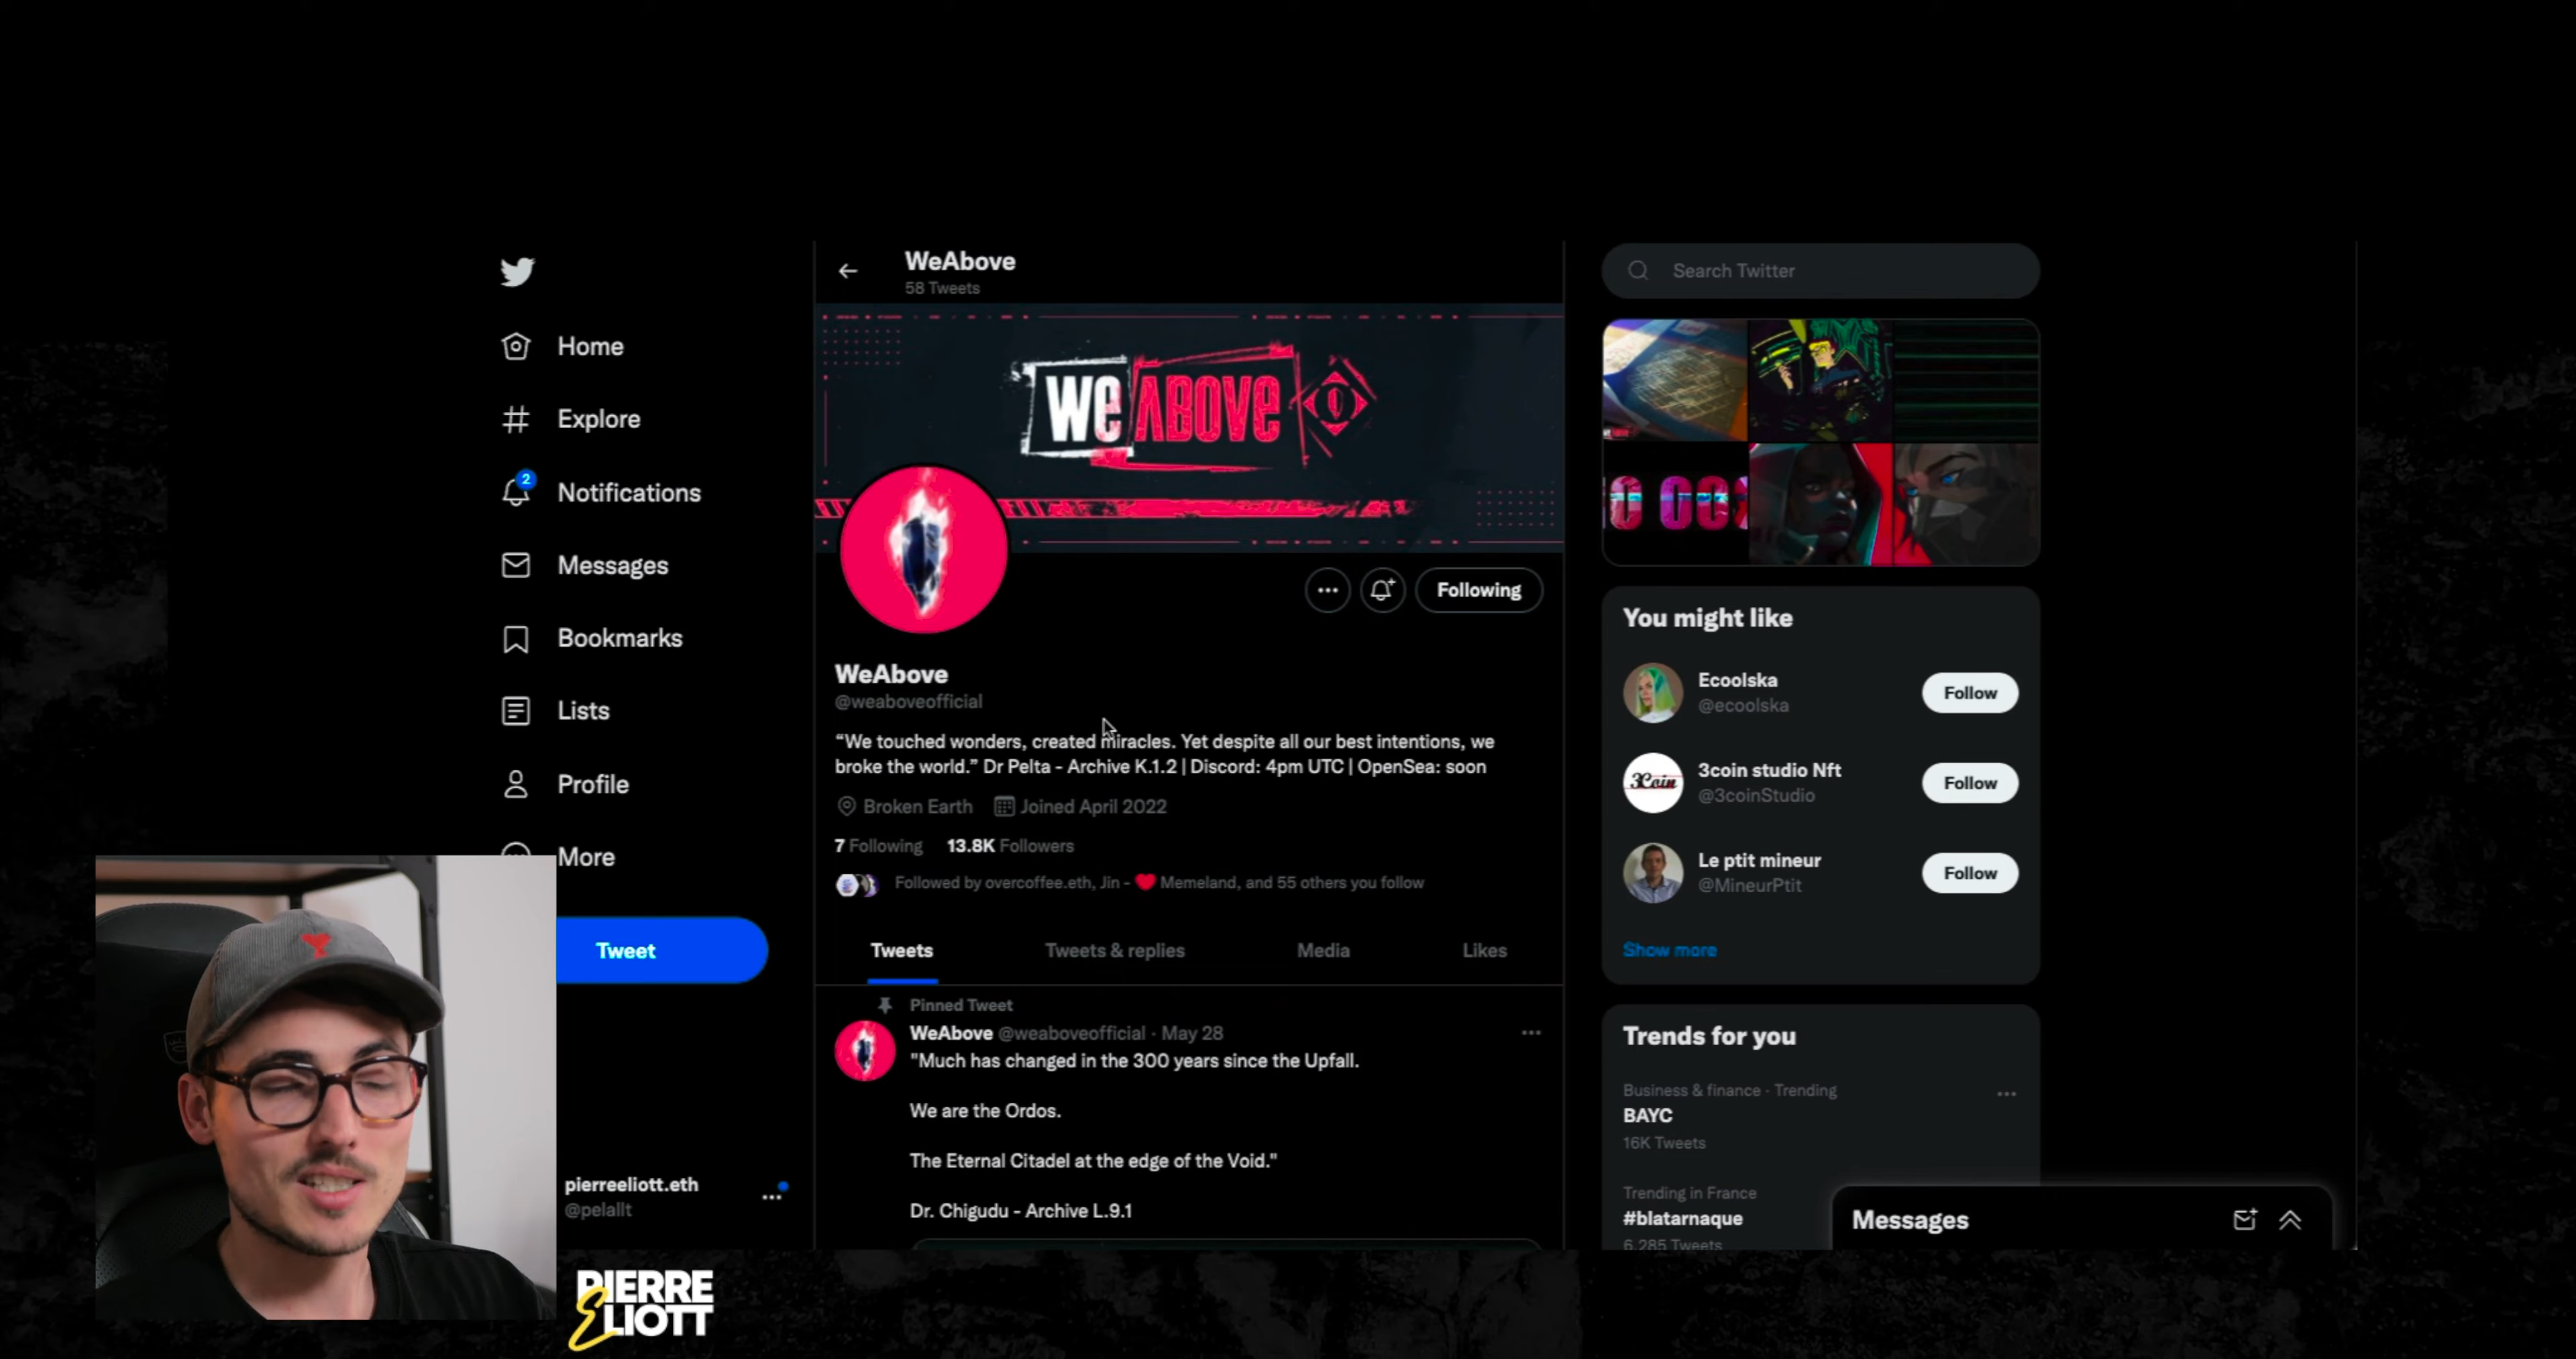 WeAbove
58 Tweets
Home
Explore
2
Notifications
Messages
Bookmarks
Lists
Profile
More
Tweet
pierreeliott.eth
@pelallt
PIERRE
ELIOTT
We ABOVe
Following
WeAbove
@weaboveofficial
“We touched wonders, created miracles. Yet despite all our best intentions, we
broke the world.” Dr Pelta - Archive K.1.2 | Discord: 4pm UTC | OpenSea: soon
Broken Earth Joined April 2022
7 Following 13.8K Followers
Followed by overcoffee.eth, Jin - ❤️ Memeland, and 55 others you follow
Tweets Tweets & replies Media Likes
Pinned Tweet
WeAbove @weaboveofficial · May 28
"Much has changed in the 300 years since the Upfall.
We are the Ordos.
The Eternal Citadel at the edge of the Void."
Dr. Chigudu - Archive L.9.1
Search Twitter
You might like
Ecoolska
@ecoolska
Follow
3Coin
3coin studio Nft
@3coinStudio
Follow
Le ptit mineur
@MineurPtit
Follow
Show more
Trends for you
Business & finance · Trending
BAYC
16K Tweets
Trending in France
#blatarnaque
6,285 Tweets
Messages